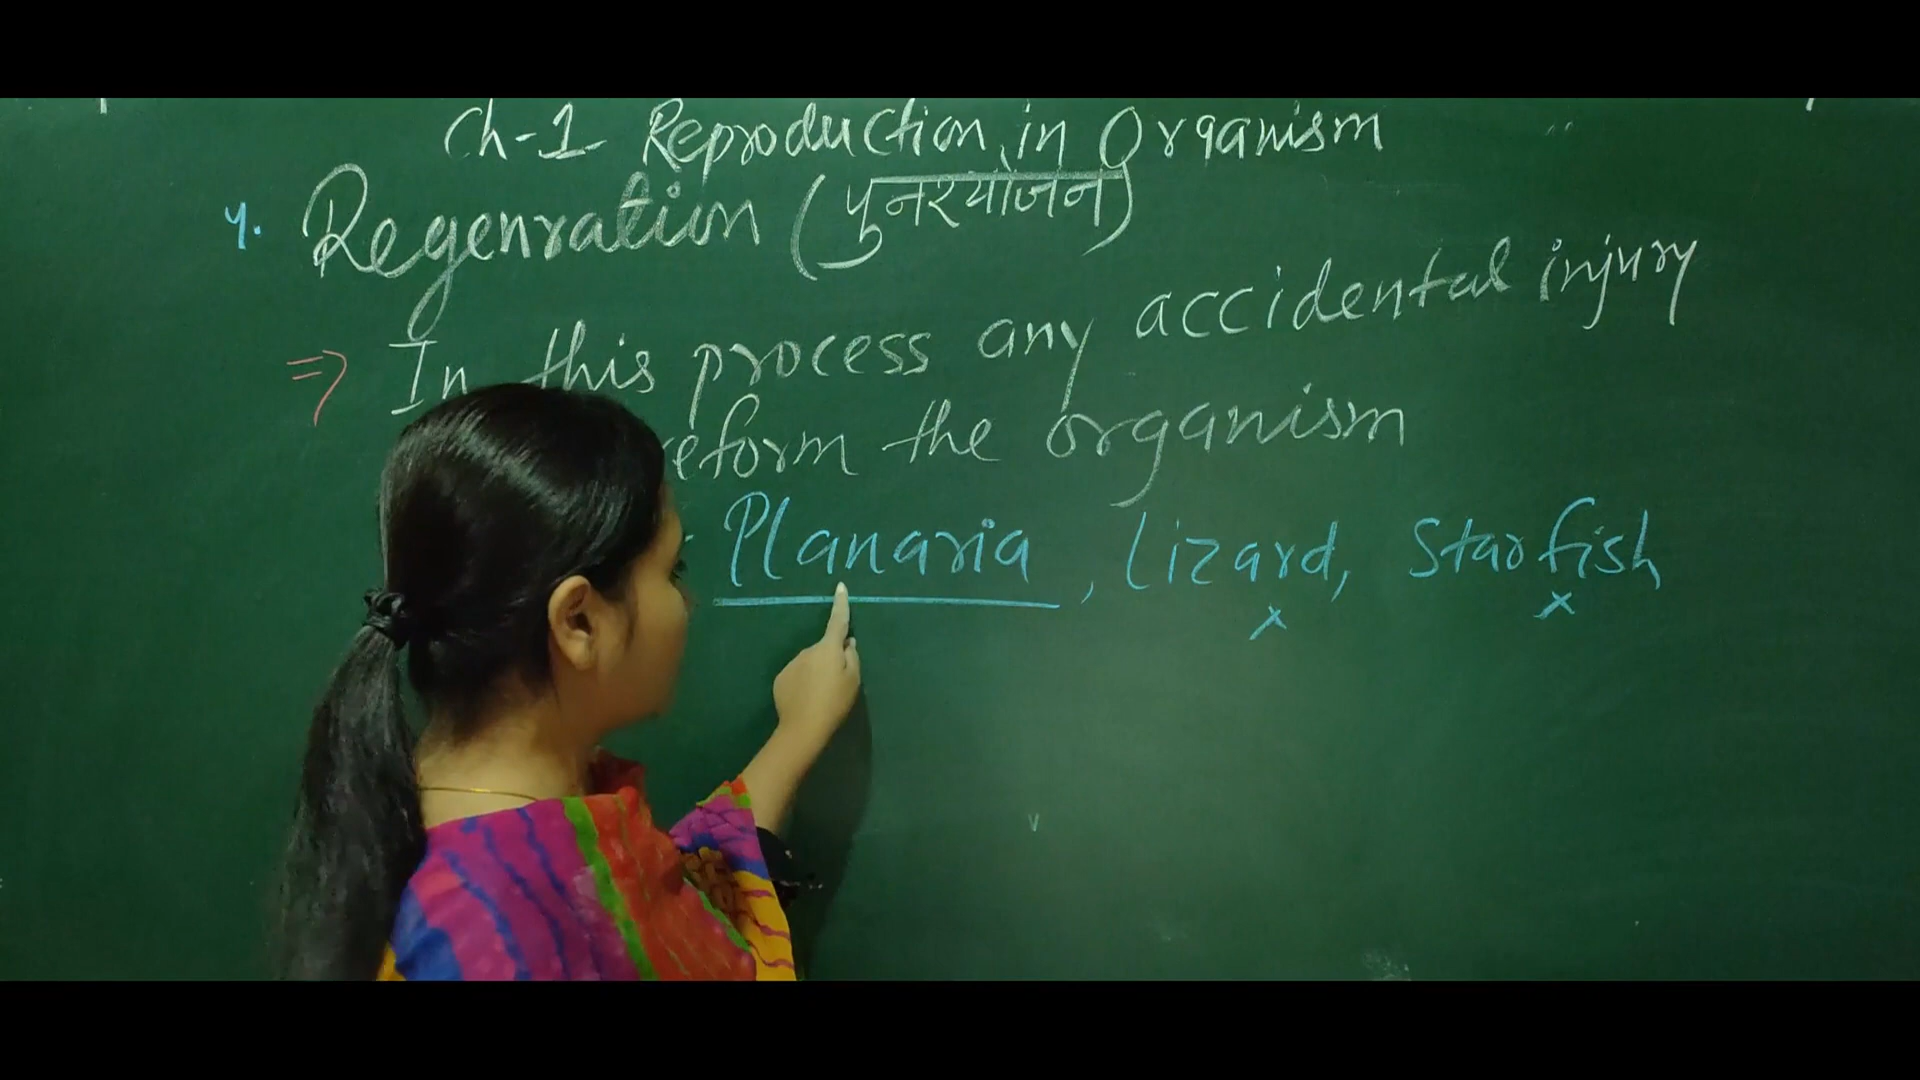 Ch-1 Reproduction in Organism
4. Regenration (पुनरयोजन)
⇒ In this process any accidental injury
reform the organism
Planaria, Lizard, Starfish
x x